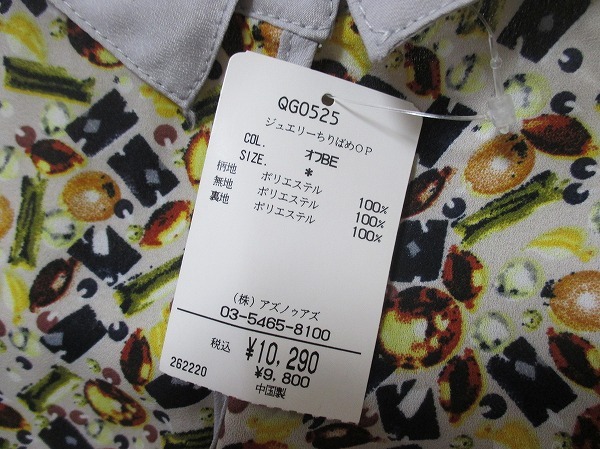 QG0525
ジュエリーちりばめOP
COL. オフBE
SIZE. *
柄地 ポリエステル 100%
無地 ポリエステル 100%
裏地 ポリエステル 100%
(株) アズノゥアズ
03-5465-8100
税込 ¥10,290
¥9,800
262220 中国製